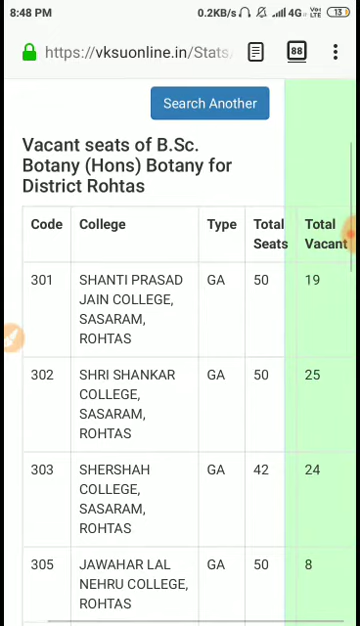 8:48 PM 0.2KB/s 4G Vo LTE 13
https://vksuonline.in/Stats/ 88
Search Another
Vacant seats of B.Sc.
Botany (Hons) Botany for
District Rohtas
Code College Type Total Seats Total Vacant
301 SHANTI PRASAD GA 50 19
JAIN COLLEGE,
SASARAM,
ROHTAS
302 SHRI SHANKAR GA 50 25
COLLEGE,
SASARAM,
ROHTAS
303 SHERSHAH GA 42 24
COLLEGE,
SASARAM,
ROHTAS
305 JAWAHAR LAL GA 50 8
NEHRU COLLEGE,
ROHTAS